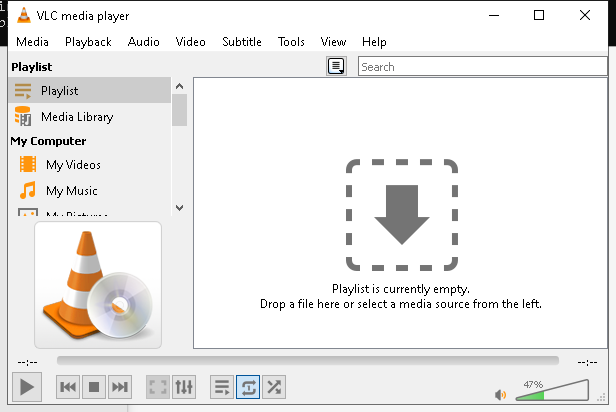 VLC media player
Media Playback Audio Video Subtitle Tools View Help
Playlist
Search
Playlist
Media Library
My Computer
My Videos
My Music
My Pictures
Playlist is currently empty.
Drop a file here or select a media source from the left.
--:-- --:--
47%